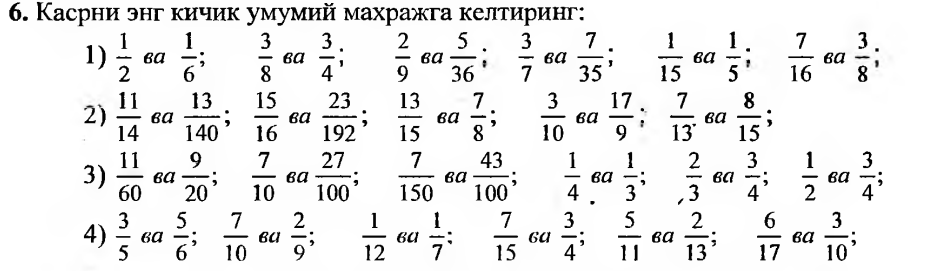 6. Касрни энг кичик умумий махражга келтиринг:
1) 1/2 ва 1/6; 3/8 ва 3/4; 2/9 ва 5/36; 3/7 ва 7/35; 1/15 ва 1/5; 7/16 ва 3/8;
2) 11/14 ва 13/140; 15/16 ва 23/192; 13/15 ва 7/8; 3/10 ва 17/9; 7/13 ва 8/15;
3) 11/60 ва 9/20; 7/10 ва 27/100; 7/150 ва 43/100; 1/4 ва 1/3; 2/3 ва 3/4; 1/2 ва 3/4;
4) 3/5 ва 5/6; 7/10 ва 2/9; 1/12 ва 1/7; 7/15 ва 3/4; 5/11 ва 2/13; 6/17 ва 3/10;